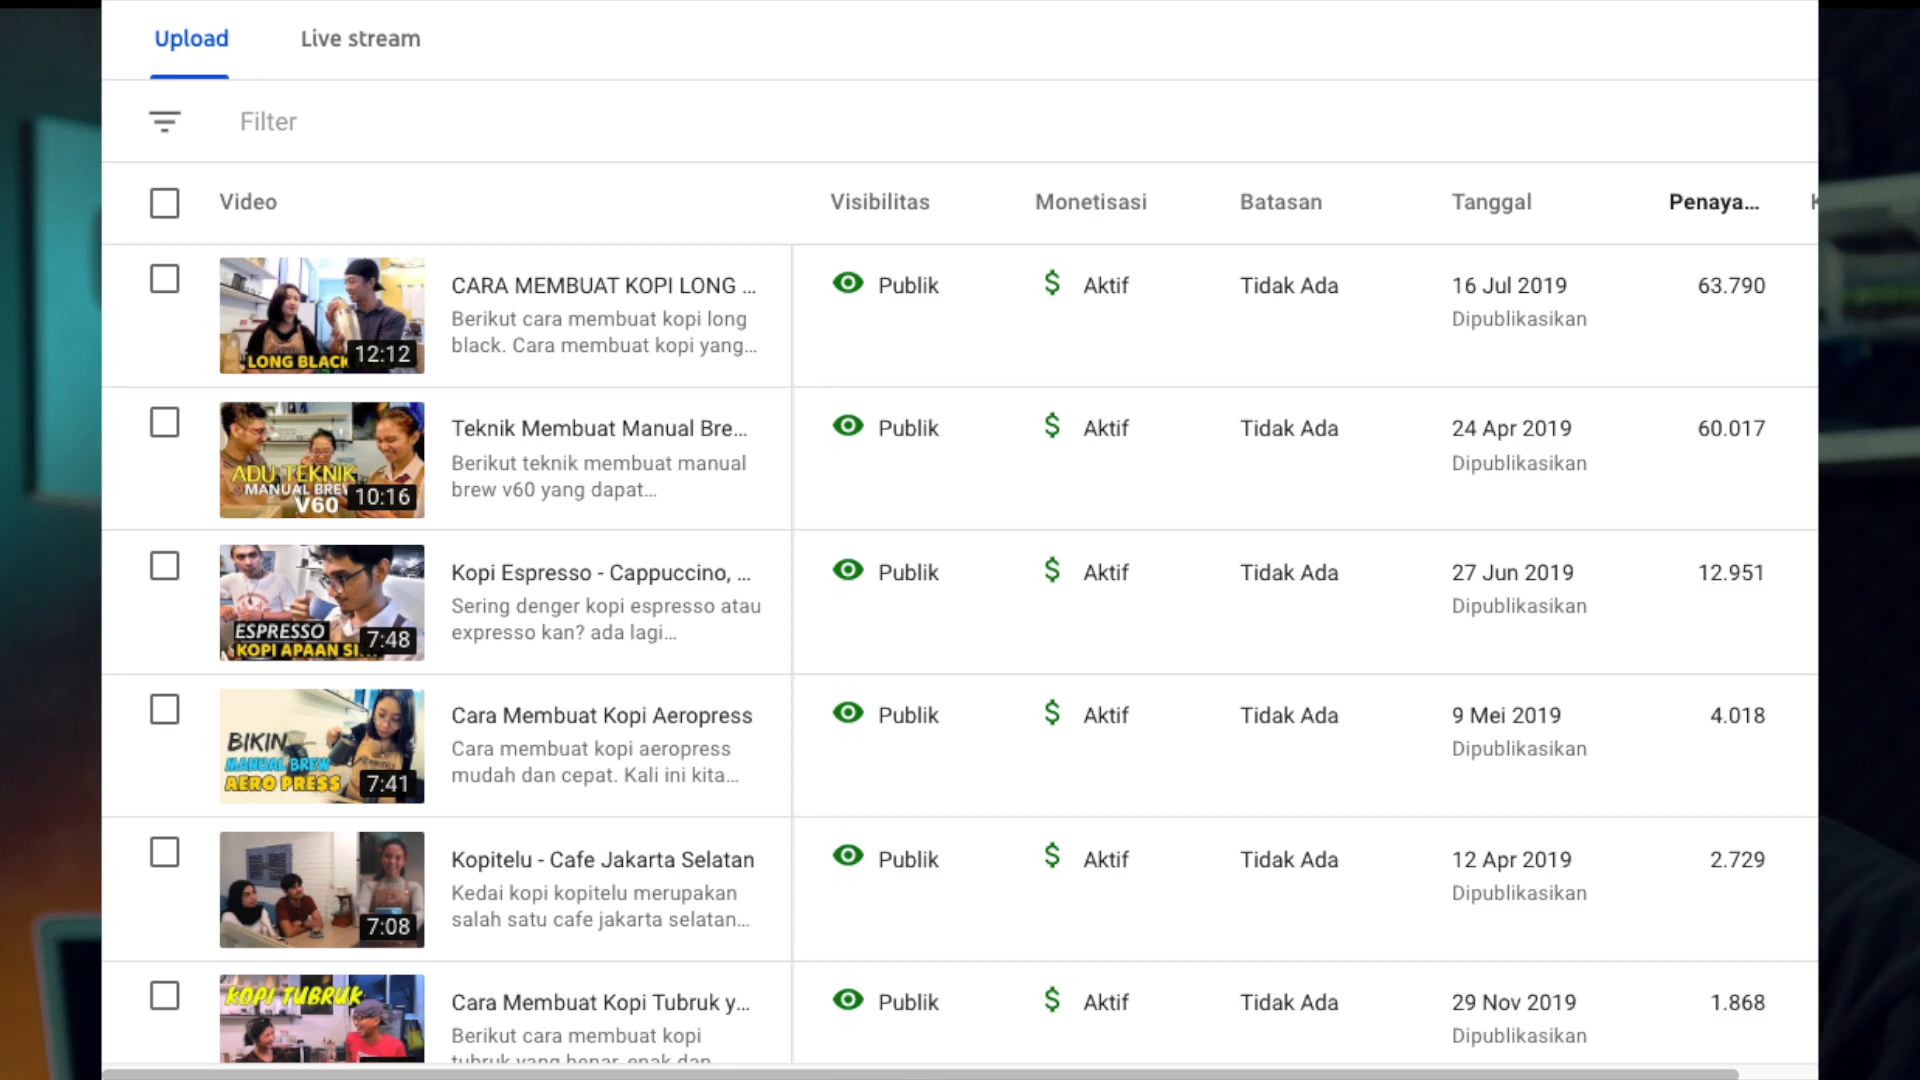 Upload Live stream
Filter
Video Visibilitas Monetisasi Batasan Tanggal Penaya...
LONG BLACK 12:12
CARA MEMBUAT KOPI LONG ... Publik $ Aktif Tidak Ada 16 Jul 2019 63.790
Berikut cara membuat kopi long Dipublikasikan
black. Cara membuat kopi yang...
ADU TEKNIK
MANUAL BREW 10:16
V60
Teknik Membuat Manual Bre... Publik $ Aktif Tidak Ada 24 Apr 2019 60.017
Berikut teknik membuat manual Dipublikasikan
brew v60 yang dapat...
ESPRESSO 7:48
KOPI APAAN
Kopi Espresso - Cappuccino, ... Publik $ Aktif Tidak Ada 27 Jun 2019 12.951
Sering denger kopi espresso atau Dipublikasikan
expresso kan? ada lagi...
BIKIN
MANUAL BREW
AERO PRESS 7:41
Cara Membuat Kopi Aeropress Publik $ Aktif Tidak Ada 9 Mei 2019 4.018
Cara membuat kopi aeropress Dipublikasikan
mudah dan cepat. Kali ini kita...
7:08
Kopitelu - Cafe Jakarta Selatan Publik $ Aktif Tidak Ada 12 Apr 2019 2.729
Kedai kopi kopitelu merupakan Dipublikasikan
salah satu cafe jakarta selatan...
KOPI TUBRUK
Cara Membuat Kopi Tubruk y... Publik $ Aktif Tidak Ada 29 Nov 2019 1.868
Berikut cara membuat kopi Dipublikasikan
tubruk yang benar, enak dan